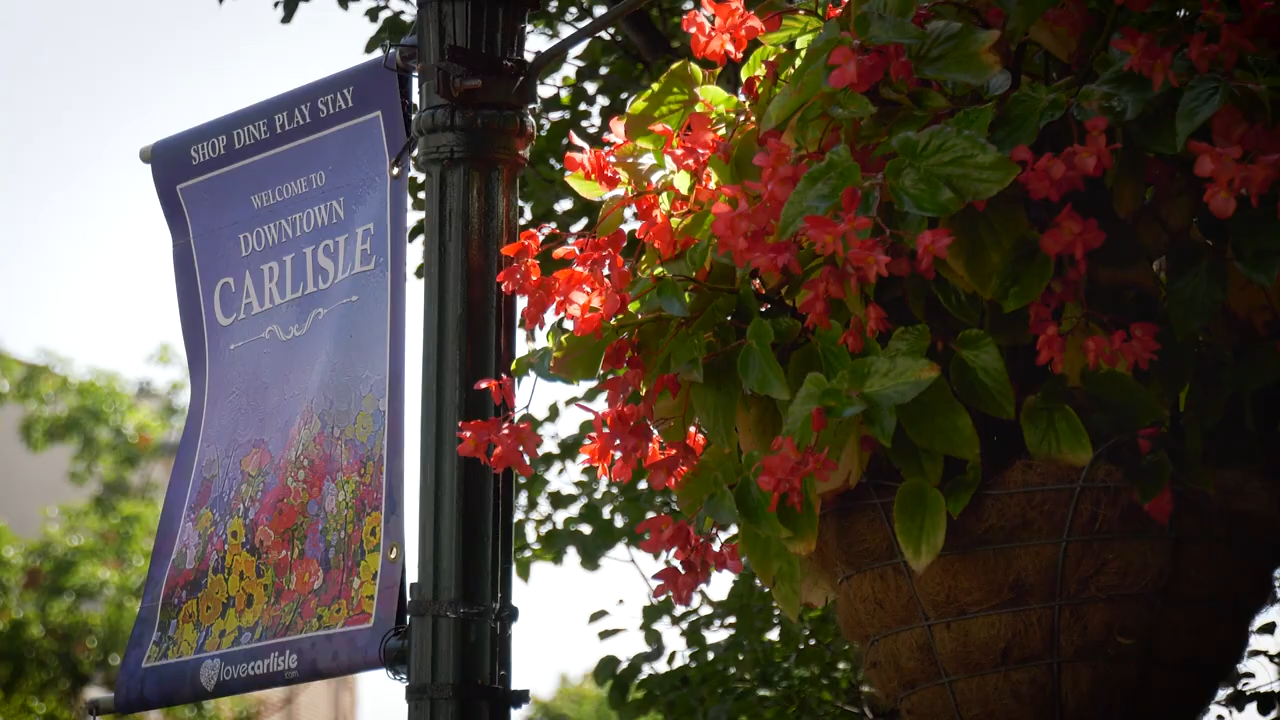 SHOP DINE PLAY STAY
WELCOME TO
DOWNTOWN
CARLISLE
lovecarlisle
.com